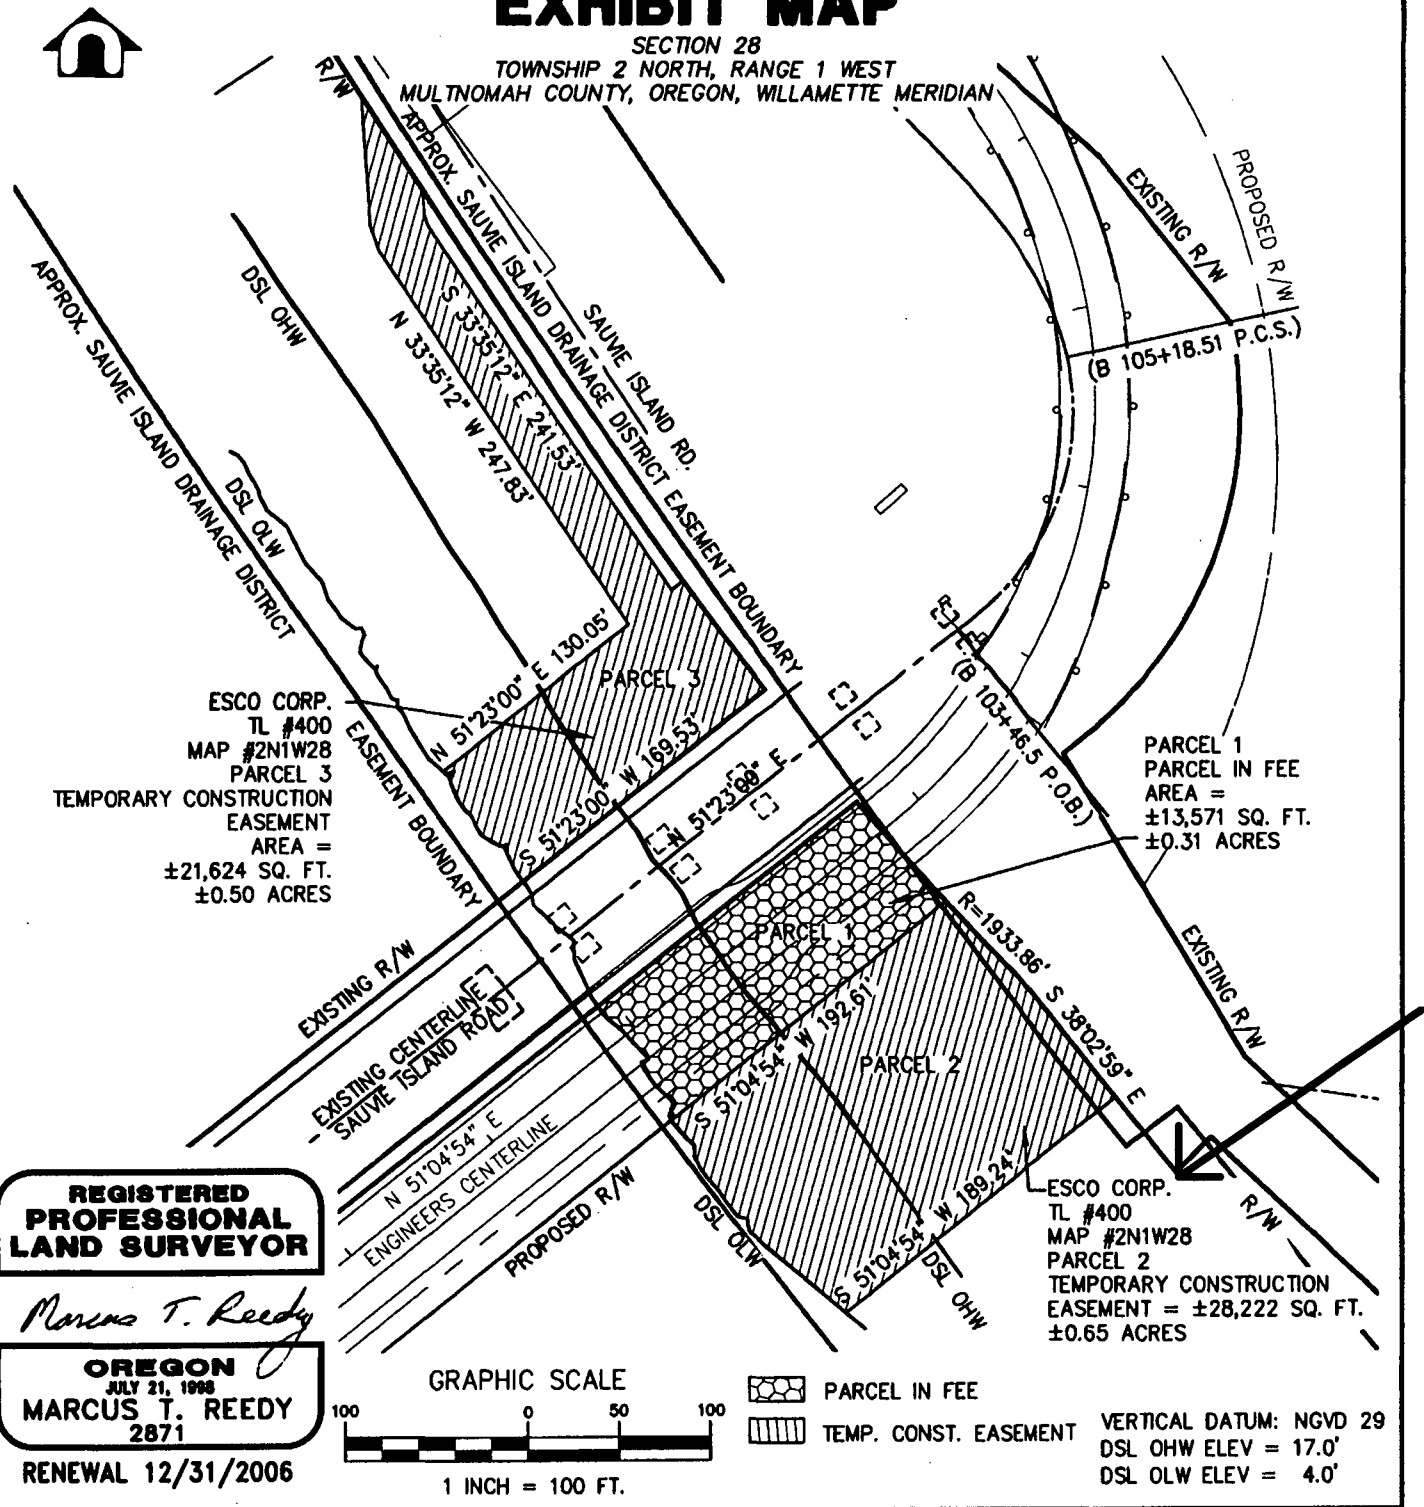 EXHIBIT MAP
SECTION 28
TOWNSHIP 2 NORTH, RANGE 1 WEST
MULTNOMAH COUNTY, OREGON, WILLAMETTE MERIDIAN
R/W
APPROX. SAUVIE ISLAND DRAINAGE DISTRICT EASEMENT BOUNDARY
SAUVIE ISLAND RD.
EXISTING R/W
PROPOSED R/W
(B 105+18.51 P.C.S.)
APPROX. SAUVIE ISLAND DRAINAGE DISTRICT
EASEMENT BOUNDARY
DSL OHW
DSL OLW
S 33°35'12" E 241.53'
N 33°35'12" W 247.83'
N 51°23'00" E 130.05'
PARCEL 3
S 51°23'00" W 169.53'
N 51°23'00" E
(B 103+46.5 P.O.B.)
ESCO CORP.
TL #400
MAP #2N1W28
PARCEL 3
TEMPORARY CONSTRUCTION
EASEMENT
AREA =
±21,624 SQ. FT.
±0.50 ACRES
PARCEL 1
PARCEL IN FEE
AREA =
±13,571 SQ. FT.
±0.31 ACRES
PARCEL 1
R=1933.86'
S 38°02'59" E
EXISTING R/W
EXISTING R/W
EXISTING CENTERLINE
SAUVIE ISLAND ROAD
S 51°04'54" W 192.61'
PARCEL 2
N 51°04'54" E
ENGINEERS CENTERLINE
PROPOSED R/W
DSL OLW
S 51°04'54" W 189.24'
DSL OHW
R/W
ESCO CORP.
TL #400
MAP #2N1W28
PARCEL 2
TEMPORARY CONSTRUCTION
EASEMENT = ±28,222 SQ. FT.
±0.65 ACRES
REGISTERED
PROFESSIONAL
LAND SURVEYOR
Marcus T. Reedy
OREGON
JULY 21, 1998
MARCUS T. REEDY
2871
RENEWAL 12/31/2006
GRAPHIC SCALE
100 0 50 100
1 INCH = 100 FT.
PARCEL IN FEE
TEMP. CONST. EASEMENT
VERTICAL DATUM: NGVD 29
DSL OHW ELEV = 17.0'
DSL OLW ELEV = 4.0'